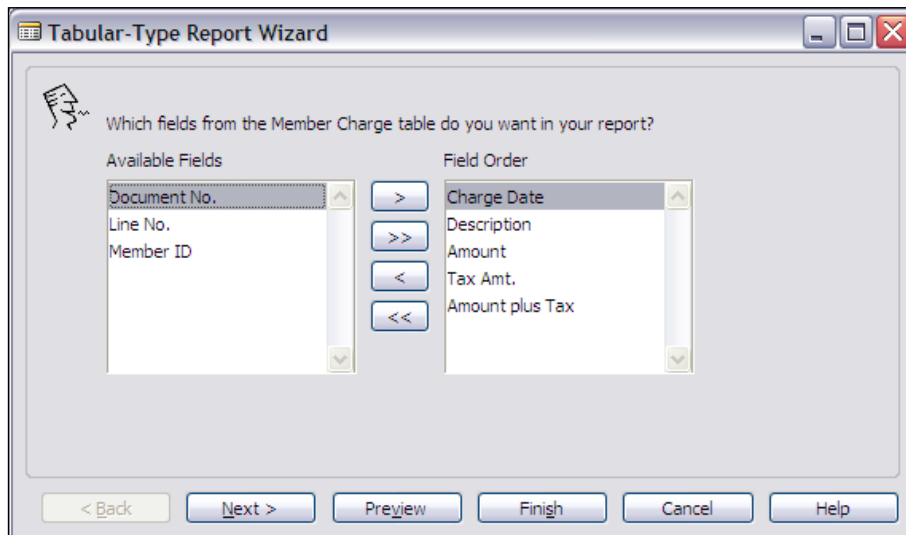 Tabular-Type Report Wizard
Which fields from the Member Charge table do you want in your report?
Available Fields
Document No.
Line No.
Member ID
>
>>
<
<<
Field Order
Charge Date
Description
Amount
Tax Amt.
Amount plus Tax
< Back
Next >
Preview
Finish
Cancel
Help